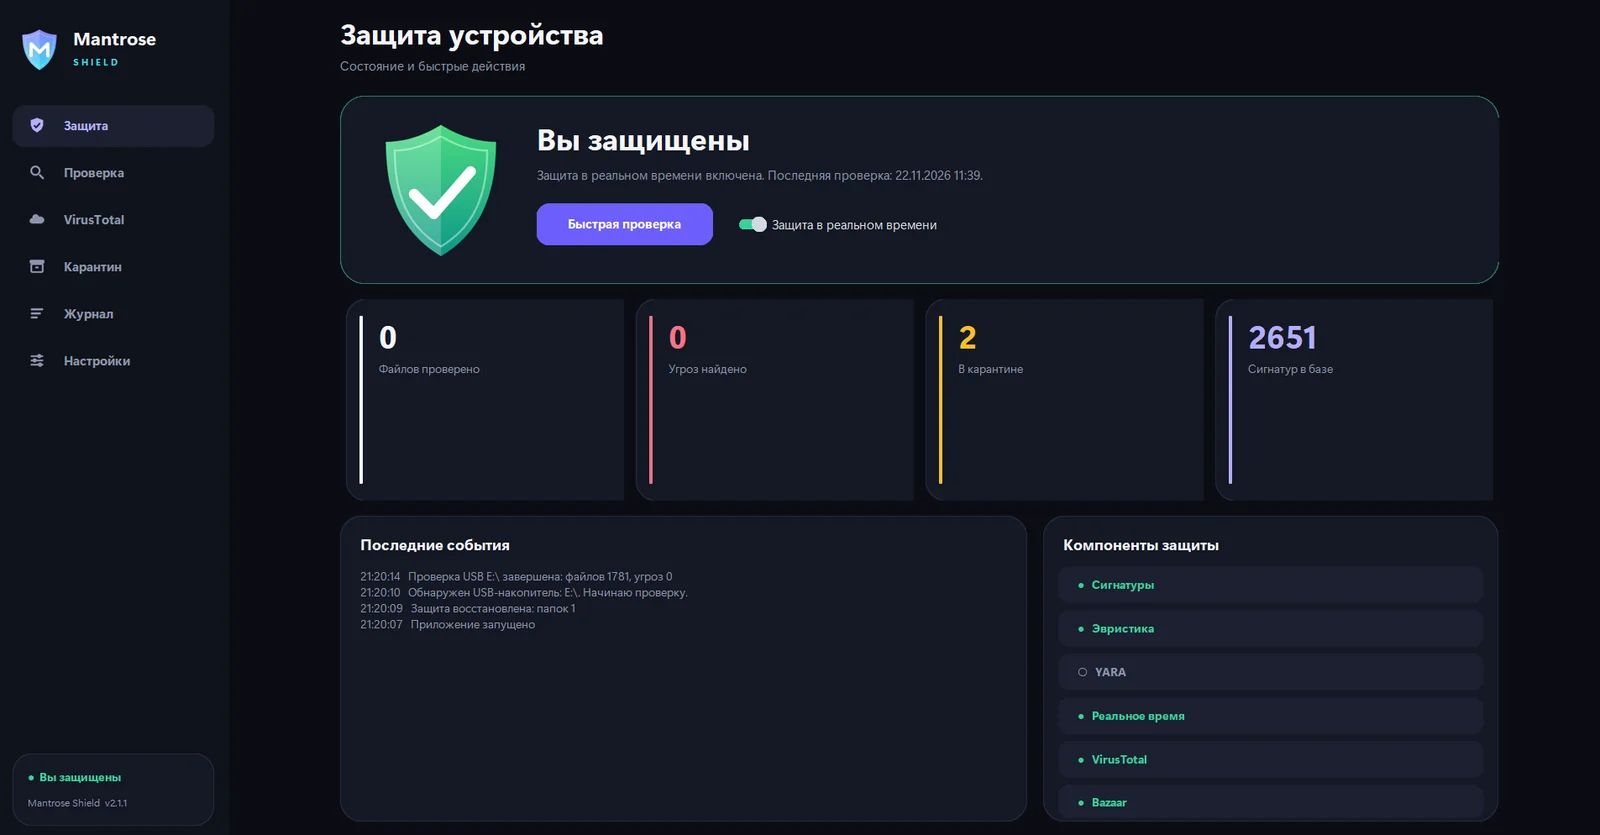 Mantrose
SHIELD
Защита
Проверка
VirusTotal
Карантин
Журнал
Настройки
Вы защищены
Mantrose Shield v2.1.1
Защита устройства
Состояние и быстрые действия
Вы защищены
Защита в реальном времени включена. Последняя проверка: 22.11.2026 11:39.
Быстрая проверка
Защита в реальном времени
0
Файлов проверено
0
Угроз найдено
2
В карантине
2651
Сигнатур в базе
Последние события
21:20:14 Проверка USB E:\ завершена: файлов 1781, угроз 0
21:20:10 Обнаружен USB-накопитель: E:\. Начинаю проверку.
21:20:09 Защита восстановлена: папок 1
21:20:07 Приложение запущено
Компоненты защиты
Сигнатуры
Эвристика
YARA
Реальное время
VirusTotal
Bazaar